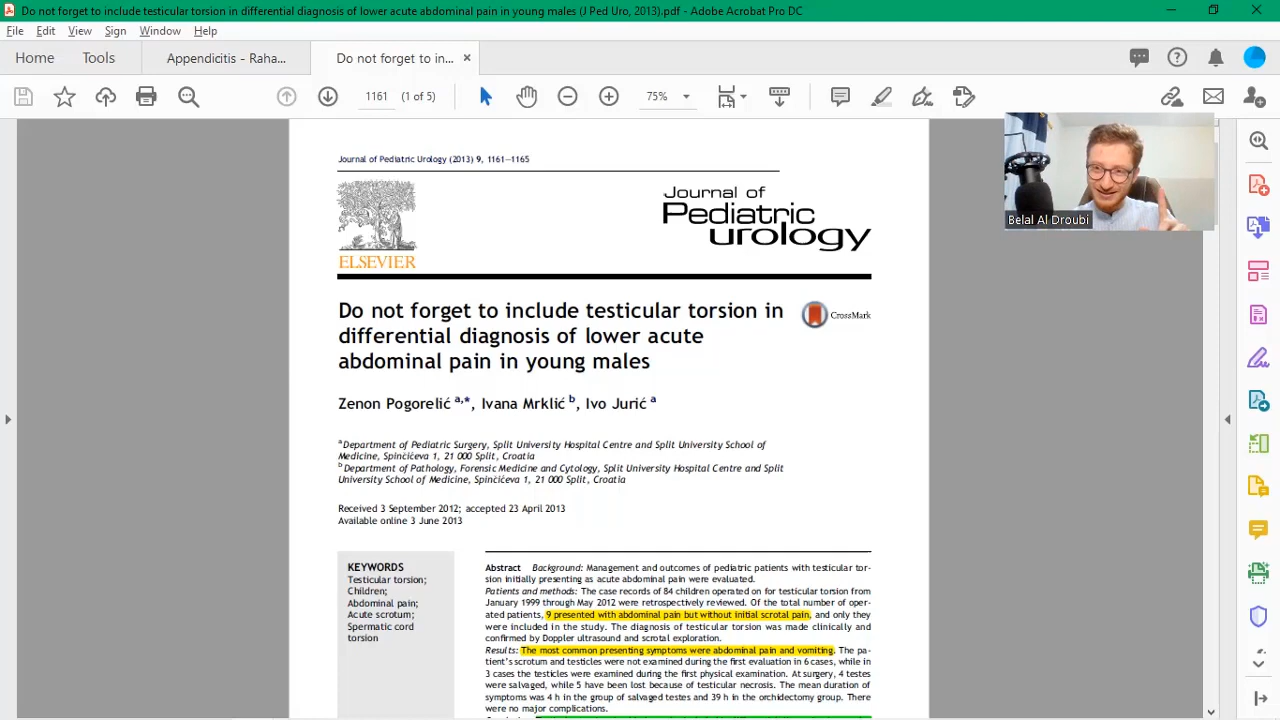 Do not forget to include testicular torsion in differential diagnosis of lower acute abdominal pain in young males (J Ped Uro, 2013).pdf - Adobe Acrobat Pro DC
File Edit View Sign Window Help
Home Tools Appendicitis - Raha... Do not forget to in... ×
1161 (1 of 5) 75%
Belal Al Droubi
Journal of Pediatric Urology (2013) 9, 1161–1165
ELSEVIER
Journal of
Pediatric
urology
Do not forget to include testicular torsion in
differential diagnosis of lower acute
abdominal pain in young males
CrossMark
Zenon Pogorelić a,*, Ivana Mrklić b, Ivo Jurić a
a Department of Pediatric Surgery, Split University Hospital Centre and Split University School of
Medicine, Spinčićeva 1, 21 000 Split, Croatia
b Department of Pathology, Forensic Medicine and Cytology, Split University Hospital Centre and Split
University School of Medicine, Spinčićeva 1, 21 000 Split, Croatia
Received 3 September 2012; accepted 23 April 2013
Available online 3 June 2013
KEYWORDS
Testicular torsion;
Children;
Abdominal pain;
Acute scrotum;
Spermatic cord
torsion
Abstract Background: Management and outcomes of pediatric patients with testicular tor-
sion initially presenting as acute abdominal pain were evaluated.
Patients and methods: The case records of 84 children operated on for testicular torsion from
January 1999 through May 2012 were retrospectively reviewed. Of the total number of oper-
ated patients, 9 presented with abdominal pain but without initial scrotal pain, and only they
were included in the study. The diagnosis of testicular torsion was made clinically and
confirmed by Doppler ultrasound and scrotal exploration.
Results: The most common presenting symptoms were abdominal pain and vomiting. The pa-
tient's scrotum and testicles were not examined during the first evaluation in 6 cases, while in
3 cases the testicles were examined during the first physical examination. At surgery, 4 testes
were salvaged, while 5 have been lost because of testicular necrosis. The mean duration of
symptoms was 4 h in the group of salvaged testes and 39 h in the orchidectomy group. There
were no major complications.